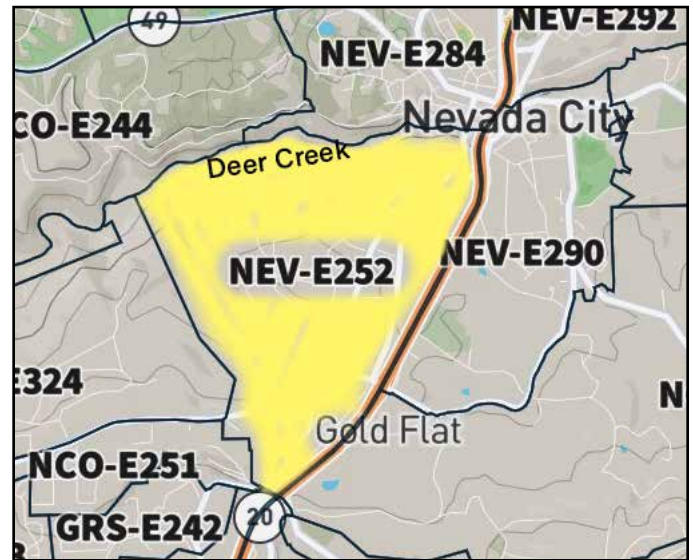 49
NEV-E292
NEV-E284
CO-E244
Nevada City
Deer Creek
NEV-E252
NEV-E290
E324
N
Gold Flat
NCO-E251
GRS-E242
20